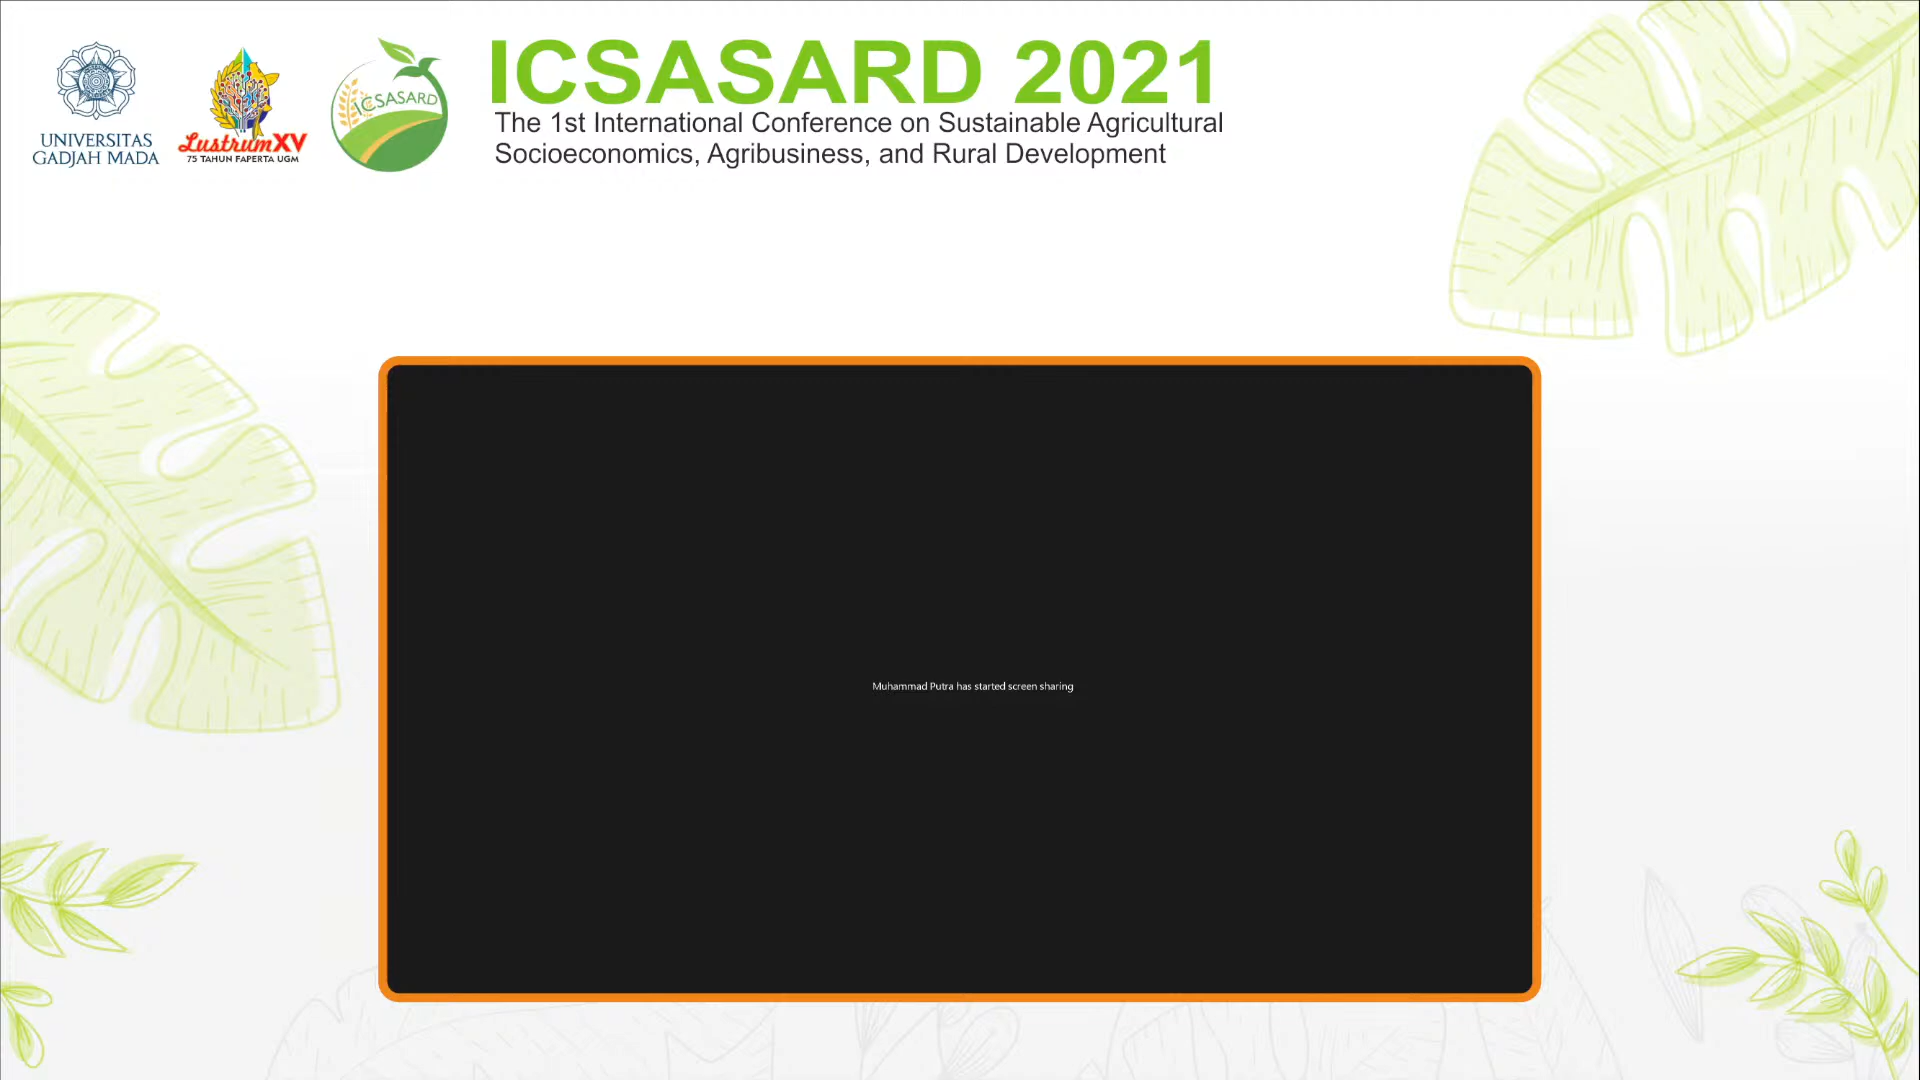 UNIVERSITAS
GADJAH MADA
LustrumXV
75 TAHUN FAPERTA UGM
ICSASARD
ICSASARD 2021
The 1st International Conference on Sustainable Agricultural
Socioeconomics, Agribusiness, and Rural Development
Muhammad Putra has started screen sharing